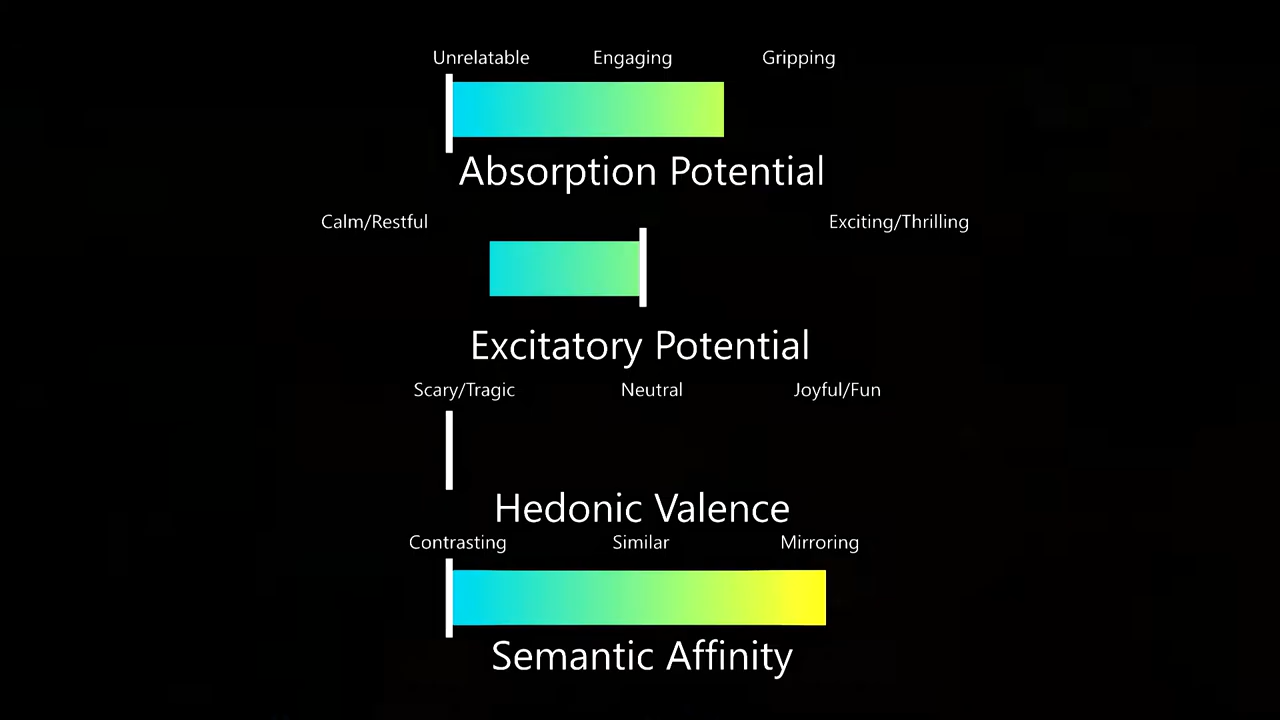 Unrelatable Engaging Gripping
Absorption Potential
Calm/Restful Exciting/Thrilling
Excitatory Potential
Scary/Tragic Neutral Joyful/Fun
Hedonic Valence
Contrasting Similar Mirroring
Semantic Affinity